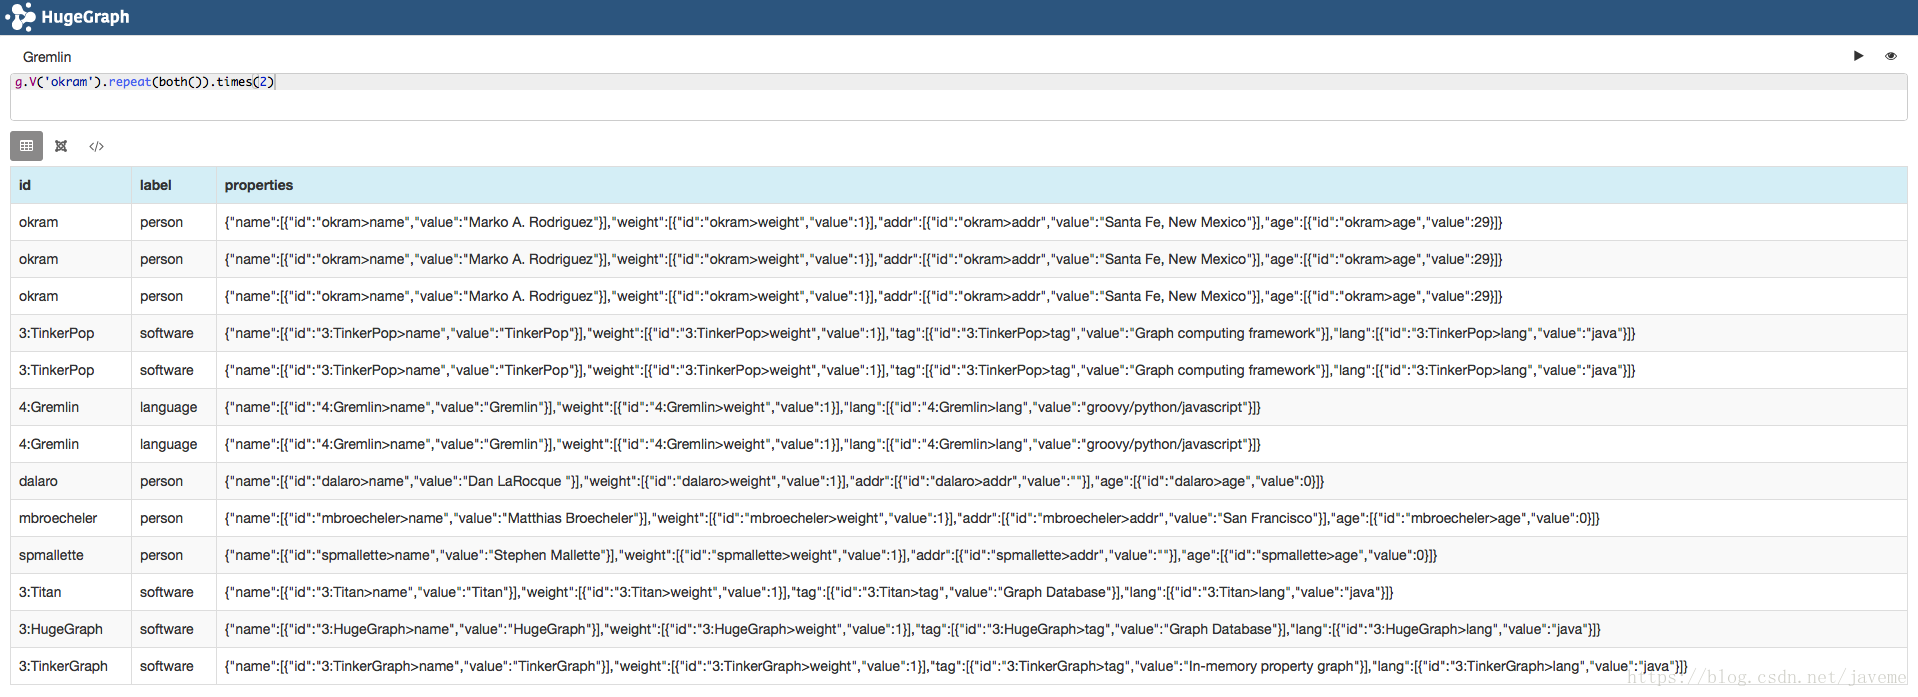 HugeGraph
Gremlin
g.V('okram').repeat(both()).times(2)
</>
id label properties
okram person {"name":[{"id":"okram>name","value":"Marko A. Rodriguez"}],"weight":[{"id":"okram>weight","value":1}],"addr":[{"id":"okram>addr","value":"Santa Fe, New Mexico"}],"age":[{"id":"okram>age","value":29}]}
okram person {"name":[{"id":"okram>name","value":"Marko A. Rodriguez"}],"weight":[{"id":"okram>weight","value":1}],"addr":[{"id":"okram>addr","value":"Santa Fe, New Mexico"}],"age":[{"id":"okram>age","value":29}]}
okram person {"name":[{"id":"okram>name","value":"Marko A. Rodriguez"}],"weight":[{"id":"okram>weight","value":1}],"addr":[{"id":"okram>addr","value":"Santa Fe, New Mexico"}],"age":[{"id":"okram>age","value":29}]}
3:TinkerPop software {"name":[{"id":"3:TinkerPop>name","value":"TinkerPop"}],"weight":[{"id":"3:TinkerPop>weight","value":1}],"tag":[{"id":"3:TinkerPop>tag","value":"Graph computing framework"}],"lang":[{"id":"3:TinkerPop>lang","value":"java"}]}
3:TinkerPop software {"name":[{"id":"3:TinkerPop>name","value":"TinkerPop"}],"weight":[{"id":"3:TinkerPop>weight","value":1}],"tag":[{"id":"3:TinkerPop>tag","value":"Graph computing framework"}],"lang":[{"id":"3:TinkerPop>lang","value":"java"}]}
4:Gremlin language {"name":[{"id":"4:Gremlin>name","value":"Gremlin"}],"weight":[{"id":"4:Gremlin>weight","value":1}],"lang":[{"id":"4:Gremlin>lang","value":"groovy/python/javascript"}]}
4:Gremlin language {"name":[{"id":"4:Gremlin>name","value":"Gremlin"}],"weight":[{"id":"4:Gremlin>weight","value":1}],"lang":[{"id":"4:Gremlin>lang","value":"groovy/python/javascript"}]}
dalaro person {"name":[{"id":"dalaro>name","value":"Dan LaRocque "}],"weight":[{"id":"dalaro>weight","value":1}],"addr":[{"id":"dalaro>addr","value":""}],"age":[{"id":"dalaro>age","value":0}]}
mbroecheler person {"name":[{"id":"mbroecheler>name","value":"Matthias Broecheler"}],"weight":[{"id":"mbroecheler>weight","value":1}],"addr":[{"id":"mbroecheler>addr","value":"San Francisco"}],"age":[{"id":"mbroecheler>age","value":0}]}
spmallette person {"name":[{"id":"spmallette>name","value":"Stephen Mallette"}],"weight":[{"id":"spmallette>weight","value":1}],"addr":[{"id":"spmallette>addr","value":""}],"age":[{"id":"spmallette>age","value":0}]}
3:Titan software {"name":[{"id":"3:Titan>name","value":"Titan"}],"weight":[{"id":"3:Titan>weight","value":1}],"tag":[{"id":"3:Titan>tag","value":"Graph Database"}],"lang":[{"id":"3:Titan>lang","value":"java"}]}
3:HugeGraph software {"name":[{"id":"3:HugeGraph>name","value":"HugeGraph"}],"weight":[{"id":"3:HugeGraph>weight","value":1}],"tag":[{"id":"3:HugeGraph>tag","value":"Graph Database"}],"lang":[{"id":"3:HugeGraph>lang","value":"java"}]}
3:TinkerGraph software {"name":[{"id":"3:TinkerGraph>name","value":"TinkerGraph"}],"weight":[{"id":"3:TinkerGraph>weight","value":1}],"tag":[{"id":"3:TinkerGraph>tag","value":"In-memory property graph"}],"lang":[{"id":"3:TinkerGraph>lang","value":"java"}]}
https://blog.csdn.net/javeme